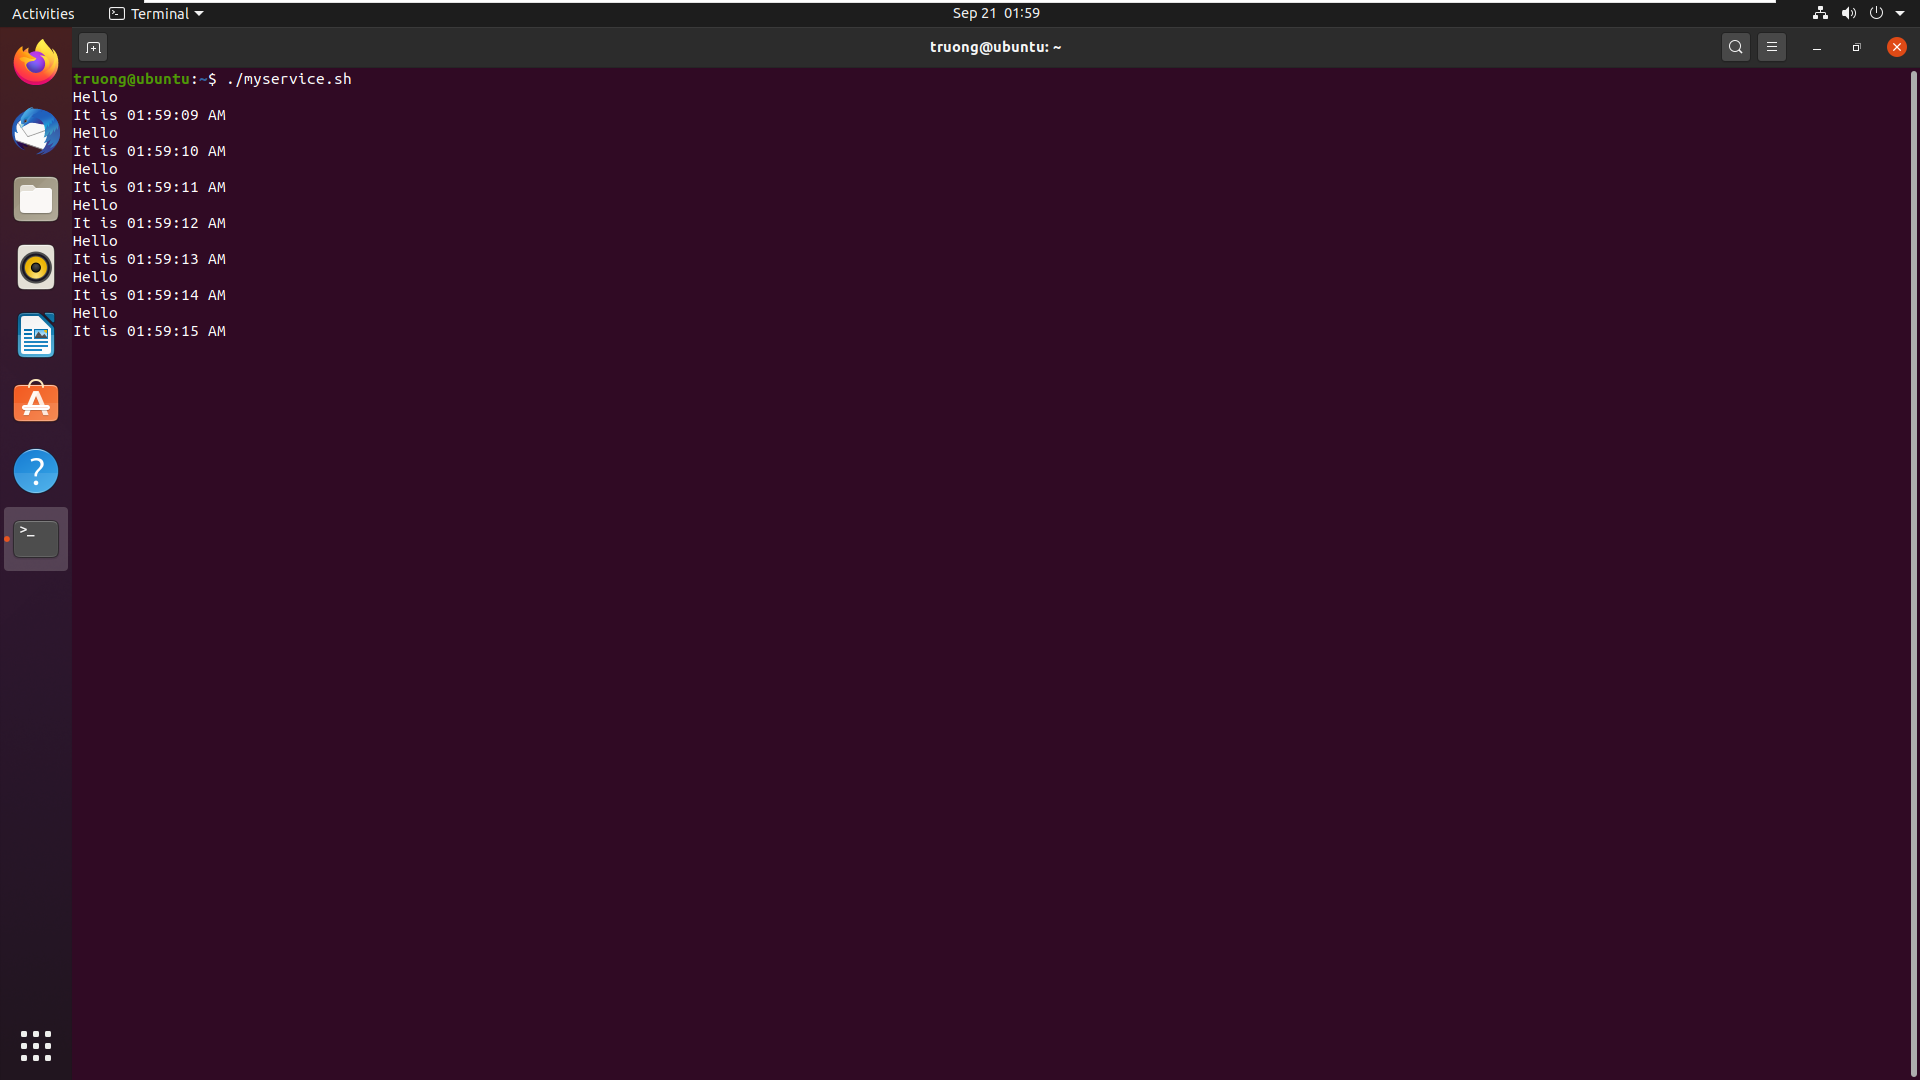 Activities
Terminal
Sep 21 01:59
truong@ubuntu: ~
truong@ubuntu:~$ ./myservice.sh
Hello
It is 01:59:09 AM
Hello
It is 01:59:10 AM
Hello
It is 01:59:11 AM
Hello
It is 01:59:12 AM
Hello
It is 01:59:13 AM
Hello
It is 01:59:14 AM
Hello
It is 01:59:15 AM